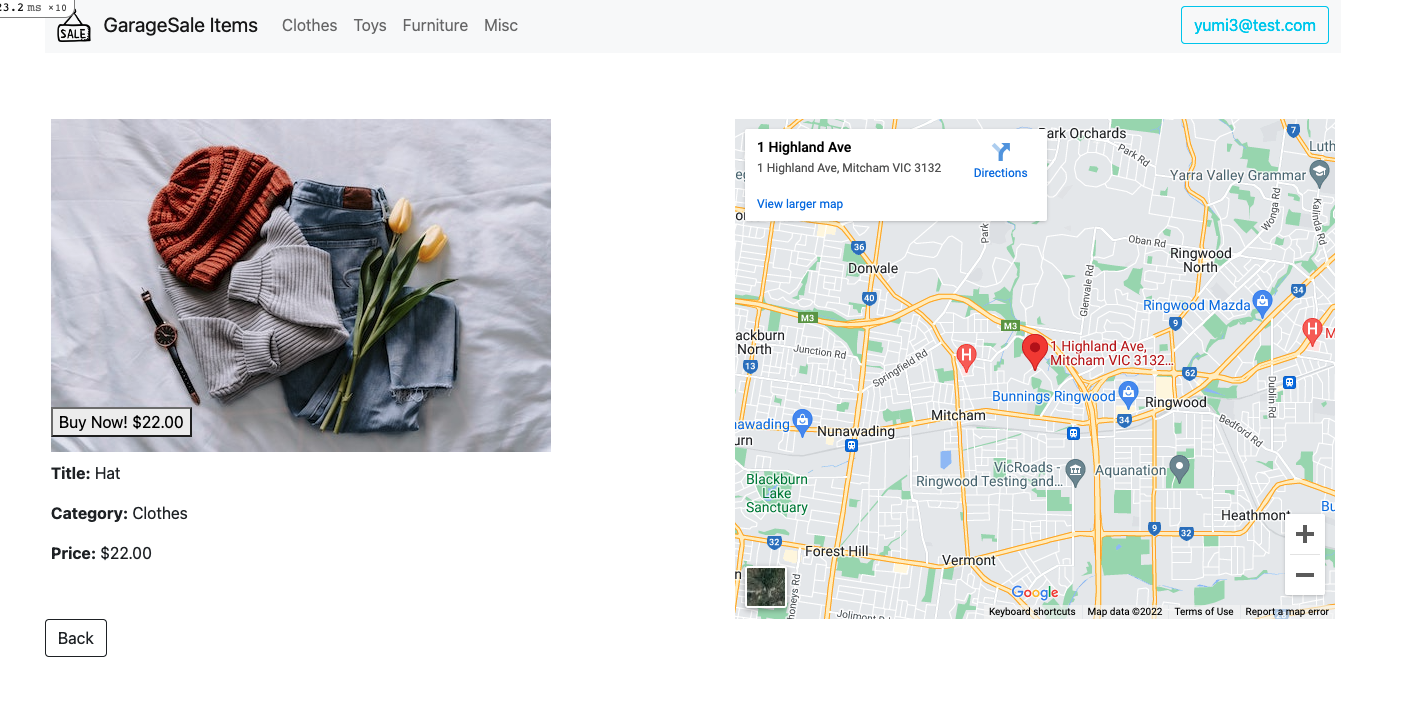 23.2 ms ×10
SALE
GarageSale Items
Clothes
Toys
Furniture
Misc
yumi3@test.com
Buy Now! $22.00
Title: Hat
Category: Clothes
Price: $22.00
Back
1 Highland Ave
1 Highland Ave, Mitcham VIC 3132
Directions
View larger map
Park Orchards
Park Rd
7
Luth
Yarra Valley Grammar
Wonga Rd
Kalinda Rd
Park
Oban Rd
Ringwood
North
36
Donvale
Glenvale Rd
34
40
Ringwood Mazda
9
M3
M3
H
M
ackburn
North
Junction Rd
Springfield Rd
H
1 Highland Ave,
Mitcham VIC 3132...
13
62
Dublin Rd
Bunnings Ringwood
Ringwood
34
Mitcham
nawading
Nunawading
urn
Bedford Rd
VicRoads -
Ringwood Testing and...
Aquanation
Blackburn
Lake
Sanctuary
Heathmont
Bu
9
32
32
Forest Hill
Vermont
n
honeys Rd
Jolimont Rd
Google
+
−
Keyboard shortcuts
Map data ©2022
Terms of Use
Report a map error